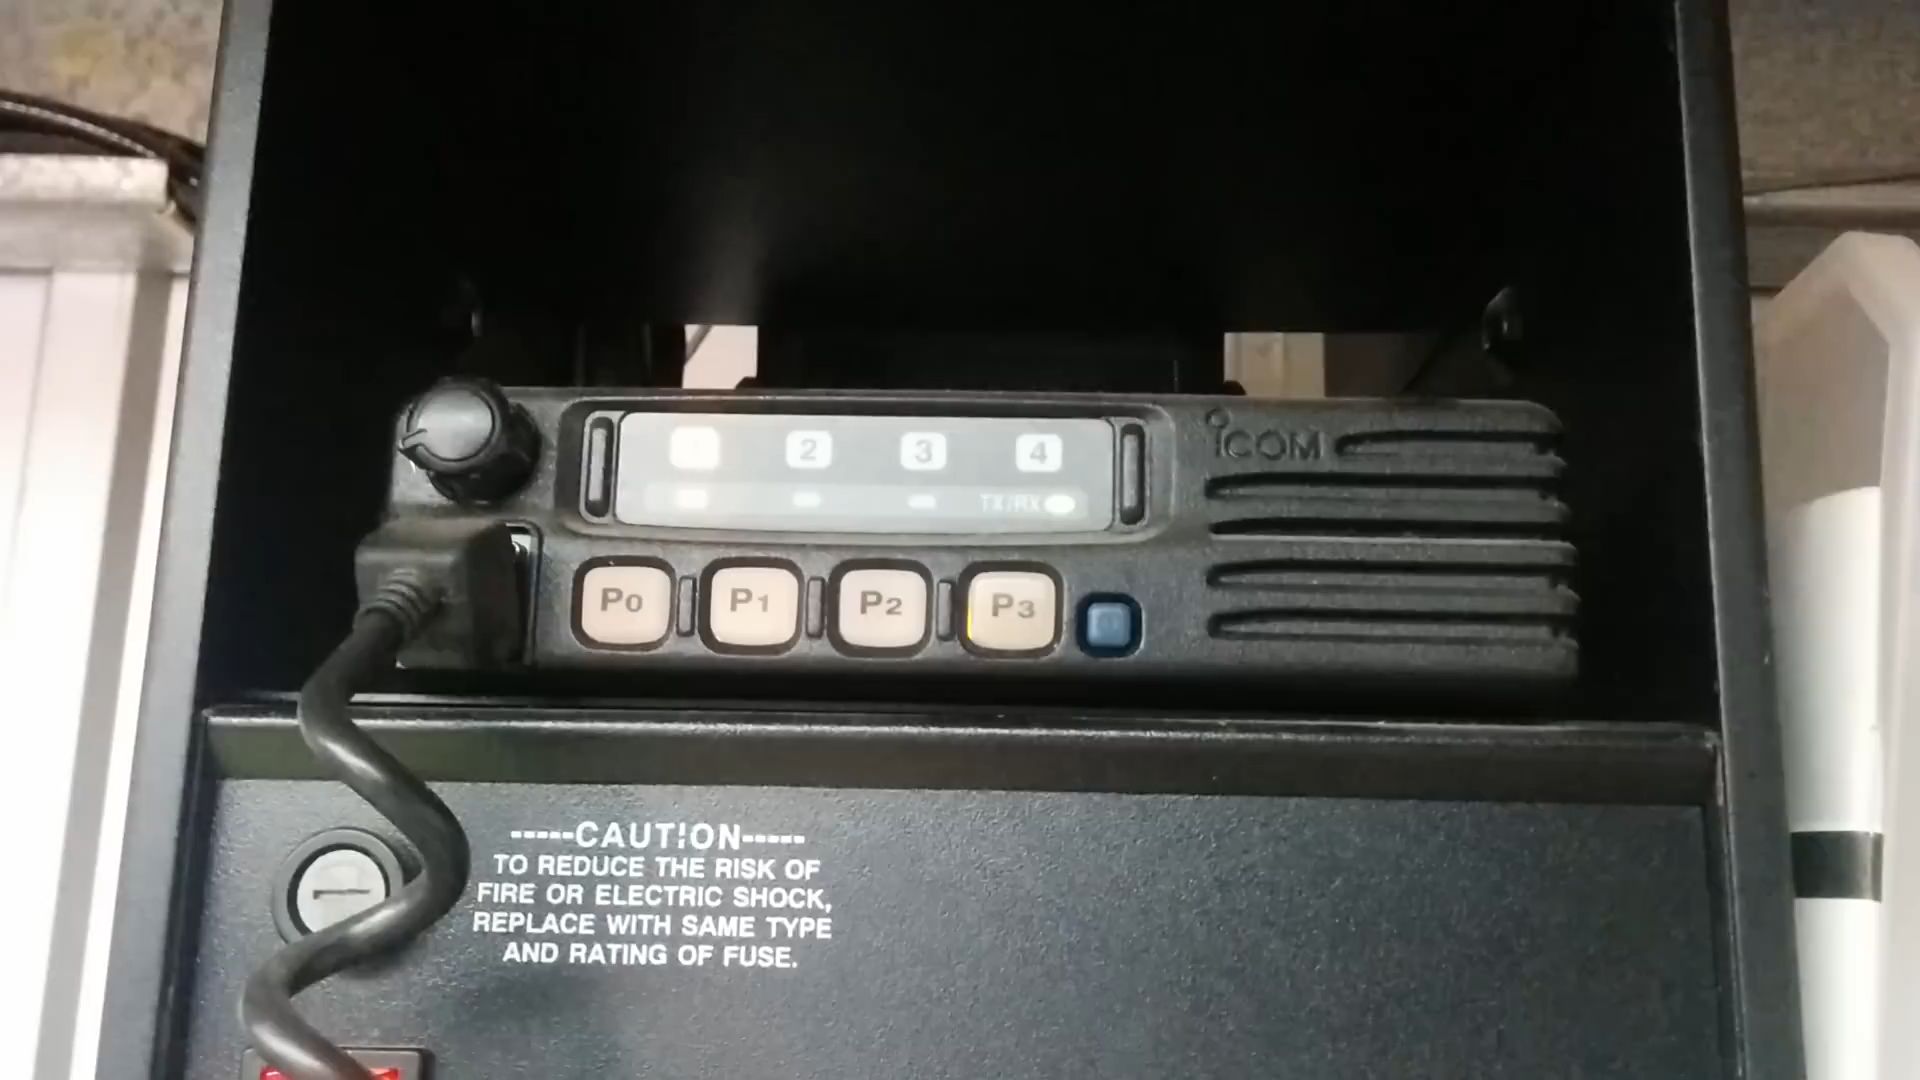 1 2 3 4
TX/RX
iCOM
P0 P1 P2 P3
-----CAUTION-----
TO REDUCE THE RISK OF
FIRE OR ELECTRIC SHOCK,
REPLACE WITH SAME TYPE
AND RATING OF FUSE.